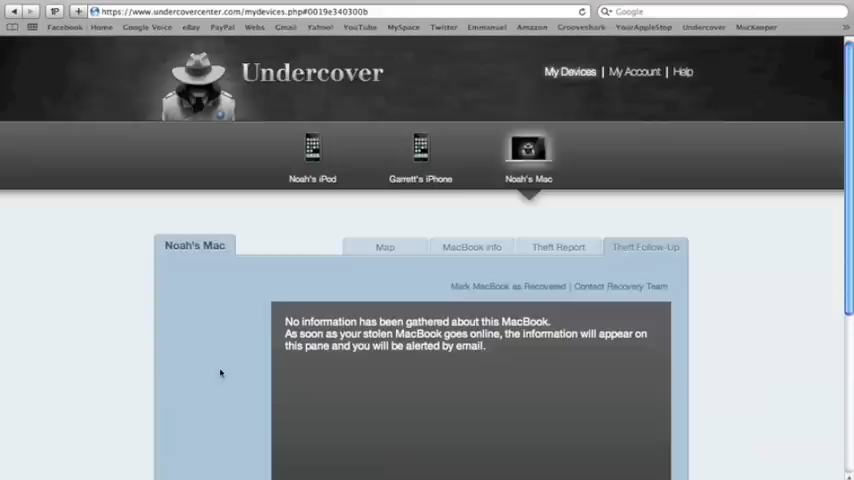 https://www.undercovercenter.com/mydevices.php#0019e340300b
Google
Facebook Home Google Voice eBay PayPal Webs Gmail Yahoo! YouTube MySpace Twitter Emmanuel Amazon Grooveshark YourAppleStop Undercover MacKeeper
Undercover
My Devices | My Account | Help
Noah's iPod Garrett's iPhone Noah's Mac
Noah's Mac Map MacBook info Theft Report Theft Follow-Up
Mark MacBook as Recovered | Contact Recovery Team
No information has been gathered about this MacBook.
As soon as your stolen MacBook goes online, the information will appear on
this pane and you will be alerted by email.